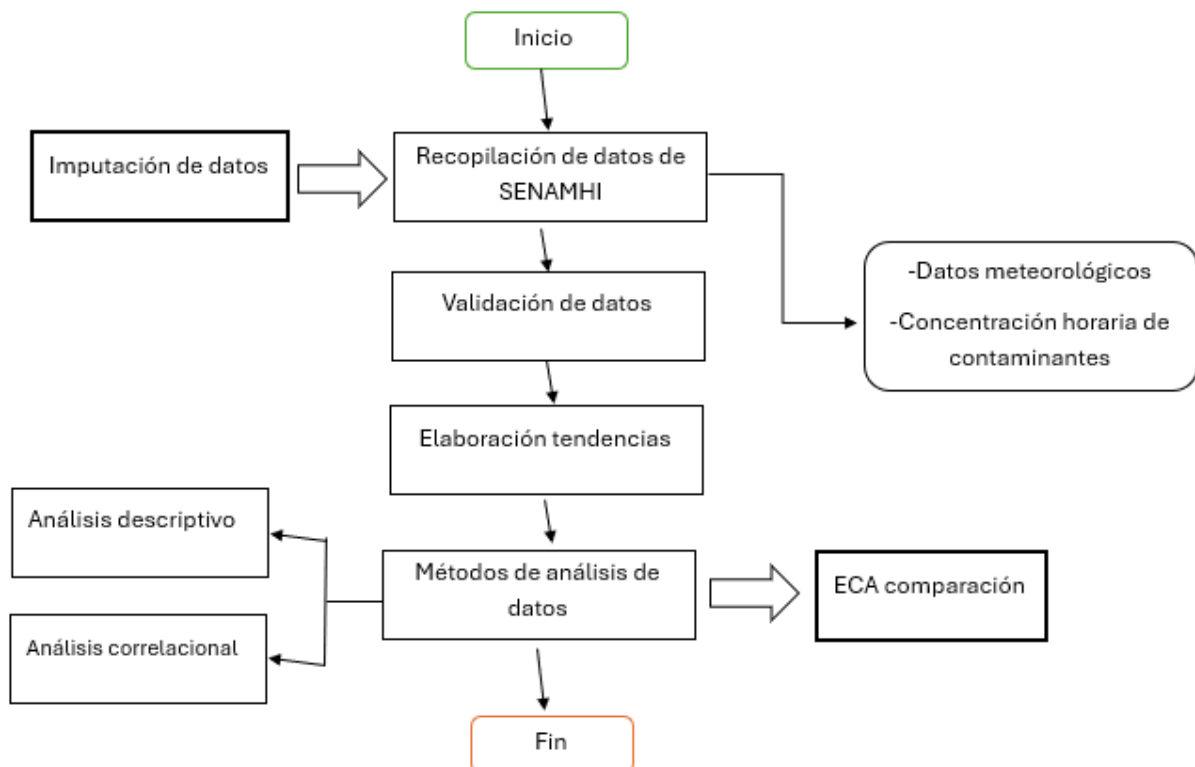 Inicio
Imputación de datos
Recopilación de datos de
SENAMHI
-Datos meteorológicos
-Concentración horaria de
contaminantes
Validación de datos
Elaboración tendencias
Análisis descriptivo
Métodos de análisis de
datos
ECA comparación
Análisis correlacional
Fin